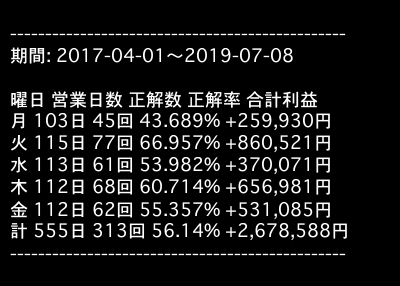 ------------------------------------------------
期間: 2017-04-01〜2019-07-08
曜日 営業日数 正解数 正解率 合計利益
月 103日 45回 43.689% +259,930円
火 115日 77回 66.957% +860,521円
水 113日 61回 53.982% +370,071円
木 112日 68回 60.714% +656,981円
金 112日 62回 55.357% +531,085円
計 555日 313回 56.14% +2,678,588円
------------------------------------------------